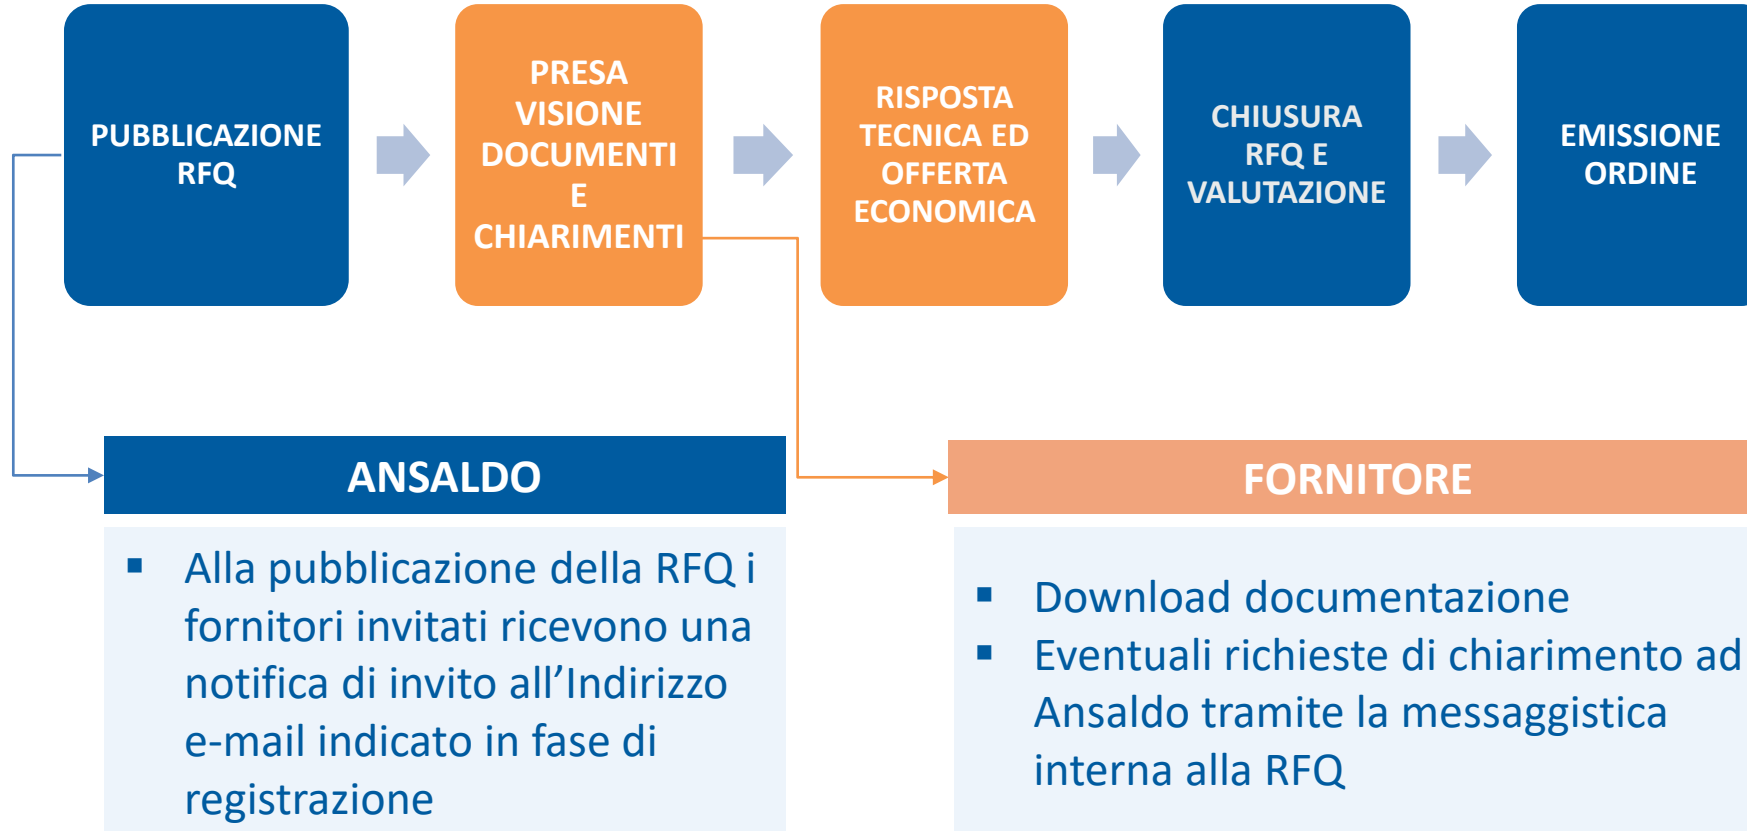 PUBBLICAZIONE
RFQ
PRESA
VISIONE
DOCUMENTI
E
CHIARIMENTI
RISPOSTA
TECNICA ED
OFFERTA
ECONOMICA
CHIUSURA
RFQ E
VALUTAZIONE
EMISSIONE
ORDINE
ANSALDO
▪ Alla pubblicazione della RFQ i
fornitori invitati ricevono una
notifica di invito all’Indirizzo
e-mail indicato in fase di
registrazione
FORNITORE
▪ Download documentazione
▪ Eventuali richieste di chiarimento ad
Ansaldo tramite la messaggistica
interna alla RFQ